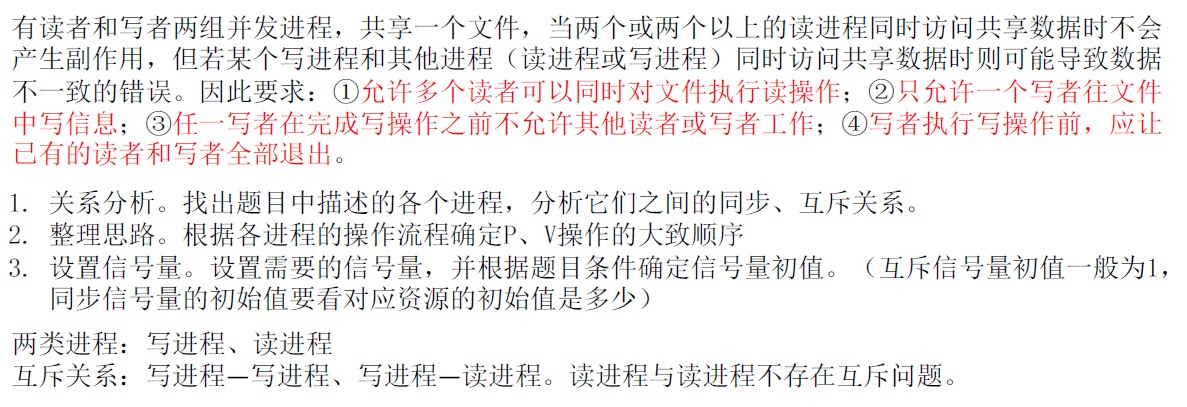 有读者和写者两组并发进程，共享一个文件，当两个或两个以上的读进程同时访问共享数据时不会
产生副作用，但若某个写进程和其他进程（读进程或写进程）同时访问共享数据时则可能导致数据
不一致的错误。因此要求：①允许多个读者可以同时对文件执行读操作；②只允许一个写者往文件
中写信息；③任一写者在完成写操作之前不允许其他读者或写者工作；④写者执行写操作前，应让
已有的读者和写者全部退出。
1. 关系分析。找出题目中描述的各个进程，分析它们之间的同步、互斥关系。
2. 整理思路。根据各进程的操作流程确定P、V操作的大致顺序
3. 设置信号量。设置需要的信号量，并根据题目条件确定信号量初值。（互斥信号量初值一般为1，
同步信号量的初始值要看对应资源的初始值是多少）
两类进程：写进程、读进程
互斥关系：写进程—写进程、写进程—读进程。读进程与读进程不存在互斥问题。